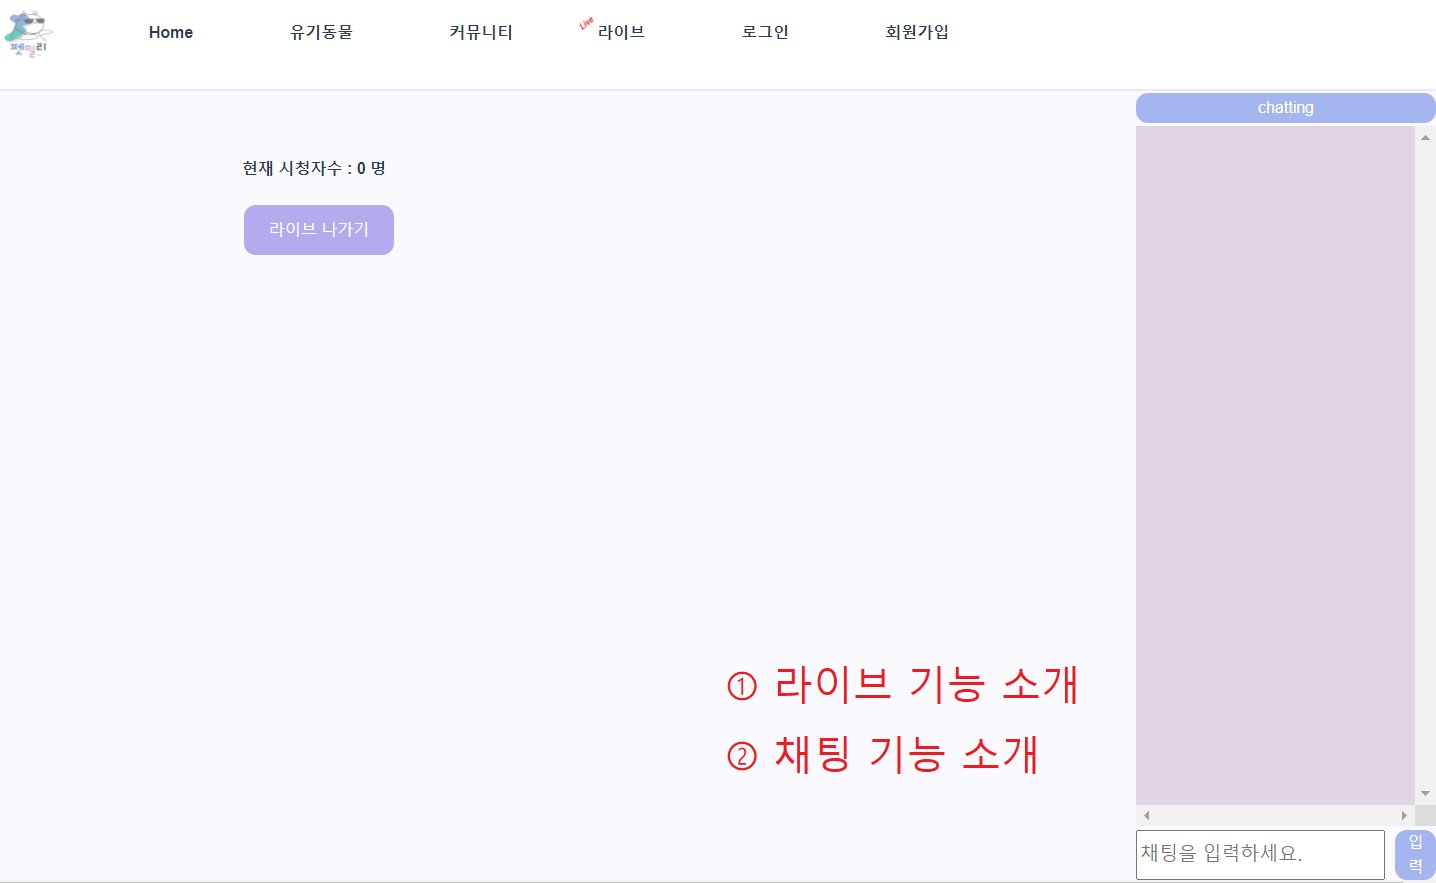 펫밀리
Home
유기동물
커뮤니티
Live
라이브
로그인
회원가입
chatting
현재 시청자수 : 0 명
라이브 나가기
① 라이브 기능 소개
② 채팅 기능 소개
채팅을 입력하세요.
입
력